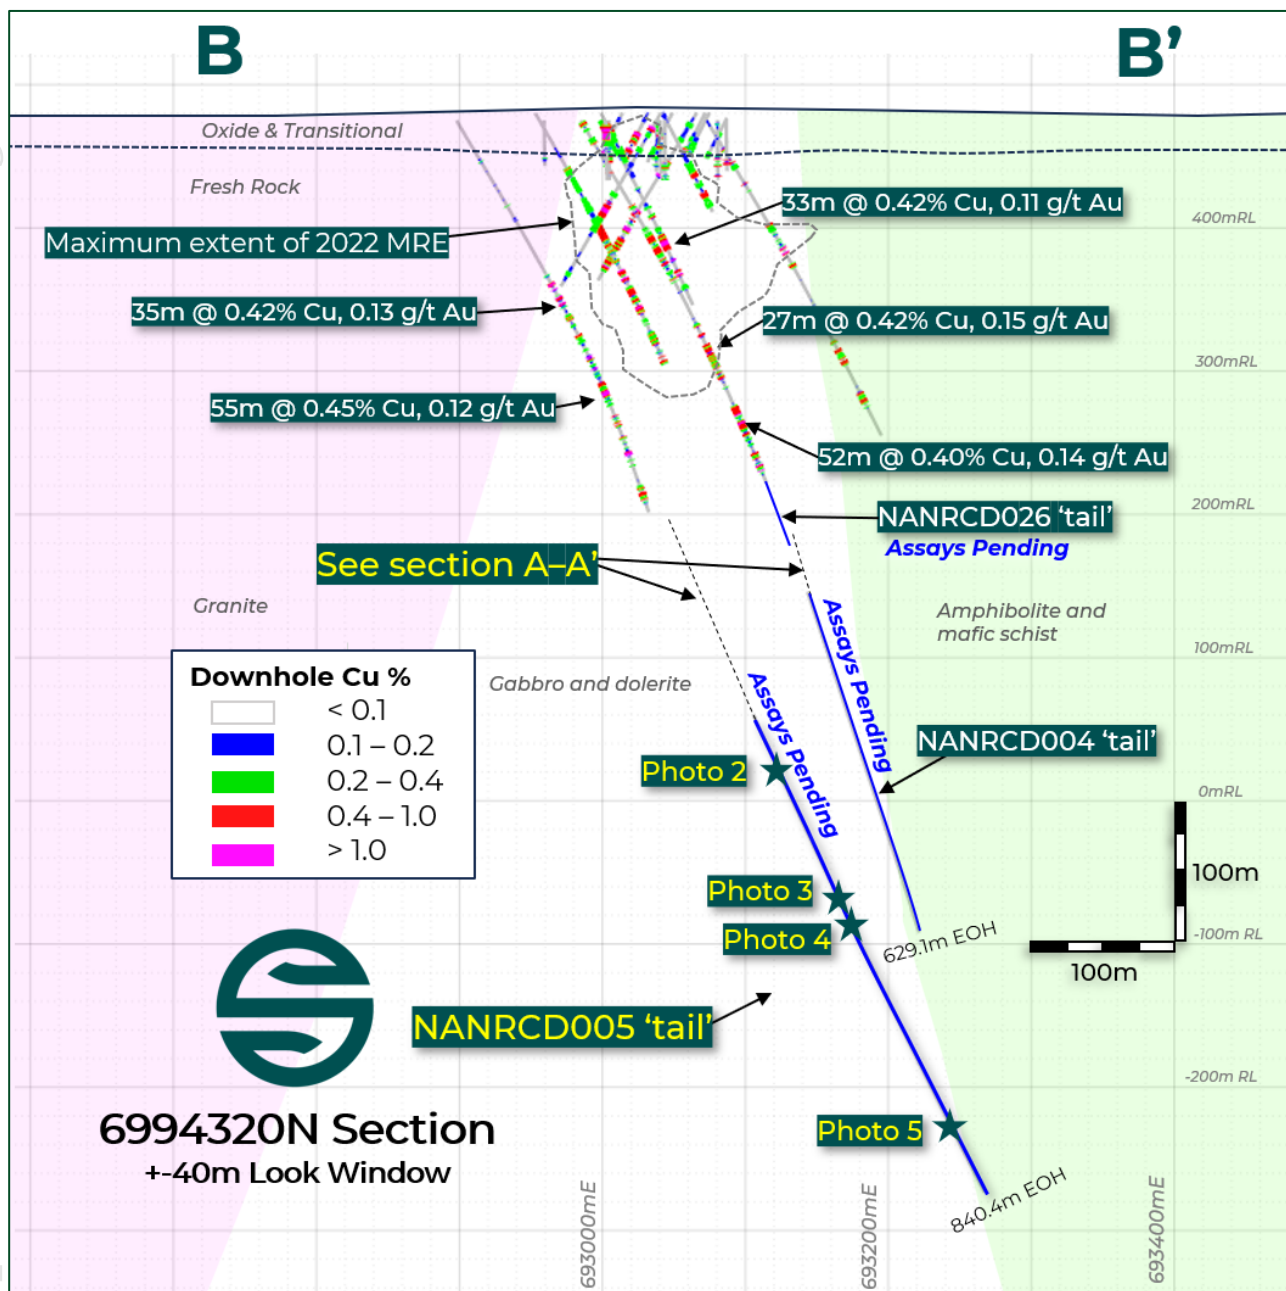 B
B’
Oxide & Transitional
Fresh Rock
33m @ 0.42% Cu, 0.11 g/t Au
400mRL
Maximum extent of 2022 MRE
35m @ 0.42% Cu, 0.13 g/t Au
27m @ 0.42% Cu, 0.15 g/t Au
300mRL
55m @ 0.45% Cu, 0.12 g/t Au
52m @ 0.40% Cu, 0.14 g/t Au
200mRL
NANRCD026 ‘tail’
Assays Pending
See section A–A’
Granite
Amphibolite and
mafic schist
Assays Pending
100mRL
Downhole Cu %
< 0.1
0.1 – 0.2
0.2 – 0.4
0.4 – 1.0
> 1.0
Gabbro and dolerite
Assays Pending
NANRCD004 ‘tail’
Photo 2
0mRL
100m
Photo 3
Photo 4
629.1m EOH
-100m RL
100m
NANRCD005 ‘tail’
-200m RL
6994320N Section
+-40m Look Window
Photo 5
840.4m EOH
693000mE
693200mE
693400mE